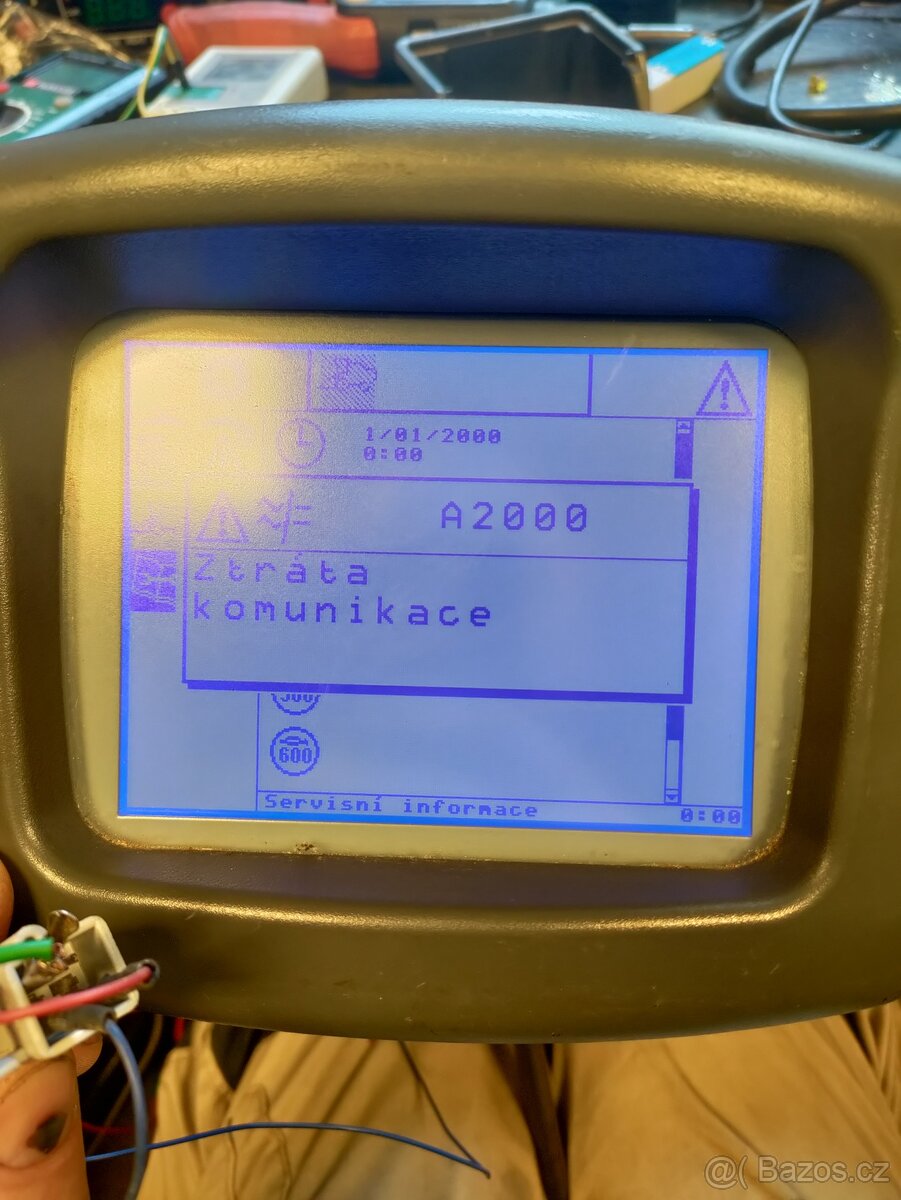 1/01/2000
0:00
A2000
Ztráta
komunikace
600
Servisní informace
0:00
@( Bazos.cz